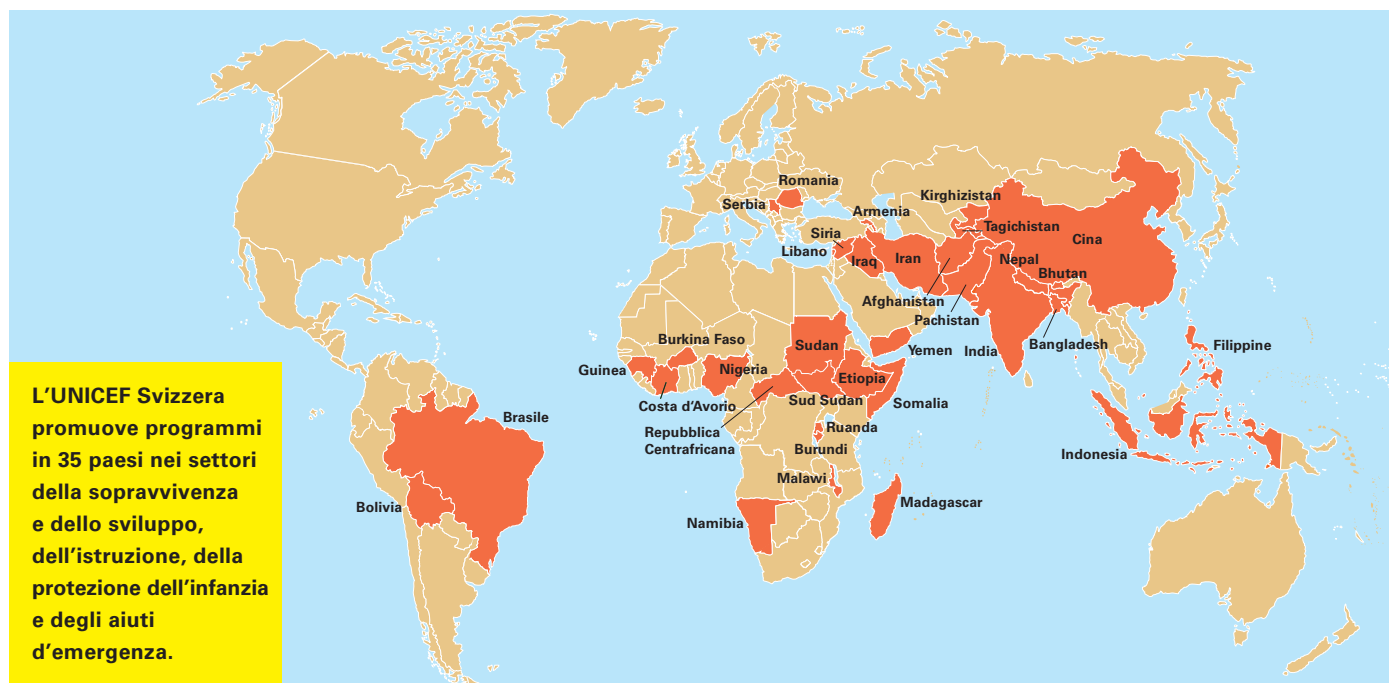 L’UNICEF Svizzera
promuove programmi
in 35 paesi nei settori
della sopravvivenza
e dello sviluppo,
dell’istruzione, della
protezione dell’infanzia
e degli aiuti
d’emergenza.
Brasile
Bolivia
Romania
Serbia
Armenia
Kirghizistan
Tagichistan
Siria
Libano
Iraq
Iran
Cina
Nepal
Bhutan
Afghanistan
Pachistan
Yemen
India
Bangladesh
Filippine
Indonesia
Burkina Faso
Guinea
Nigeria
Sudan
Costa d’Avorio
Etiopia
Sud Sudan
Somalia
Repubblica
Centrafricana
Ruanda
Burundi
Malawi
Namibia
Madagascar